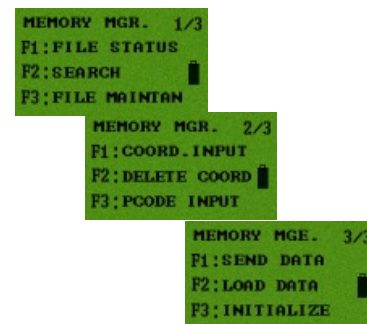 MEMORY MGR. 1/3
F1:FILE STATUS
F2:SEARCH
F3:FILE MAINTAN
MEMORY MGR. 2/3
F1:COORD.INPUT
F2:DELETE COORD
F3:PCODE INPUT
MEMORY MGE. 3/3
F1:SEND DATA
F2:LOAD DATA
F3:INITIALIZE